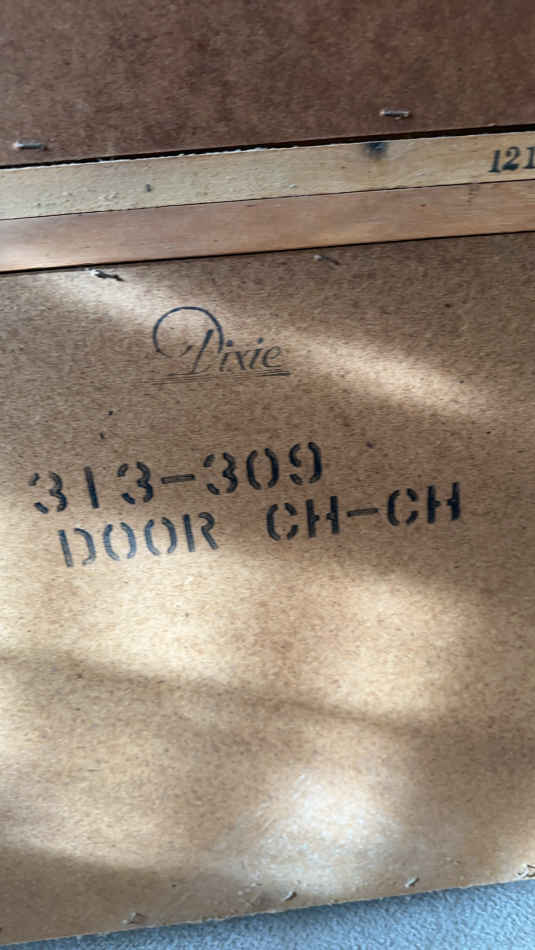 121
Dixie
313-309
DOOR CH-CH